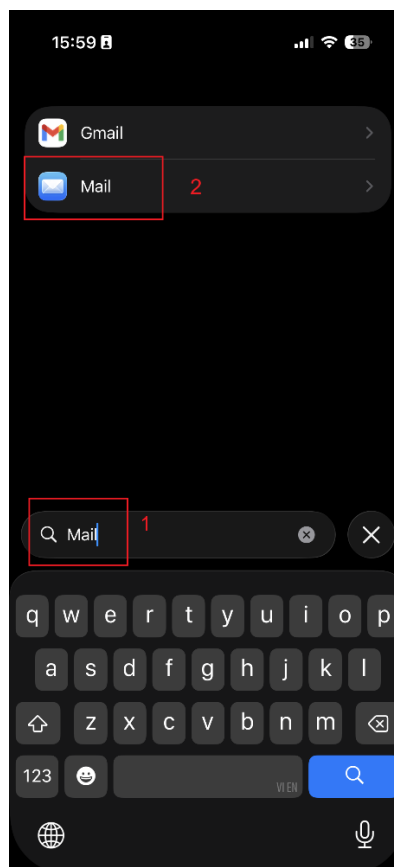 15:59 35
Gmail
Mail 2
Mail 1
q w e r t y u i o p
a s d f g h j k l
z x c v b n m
123 VI EN